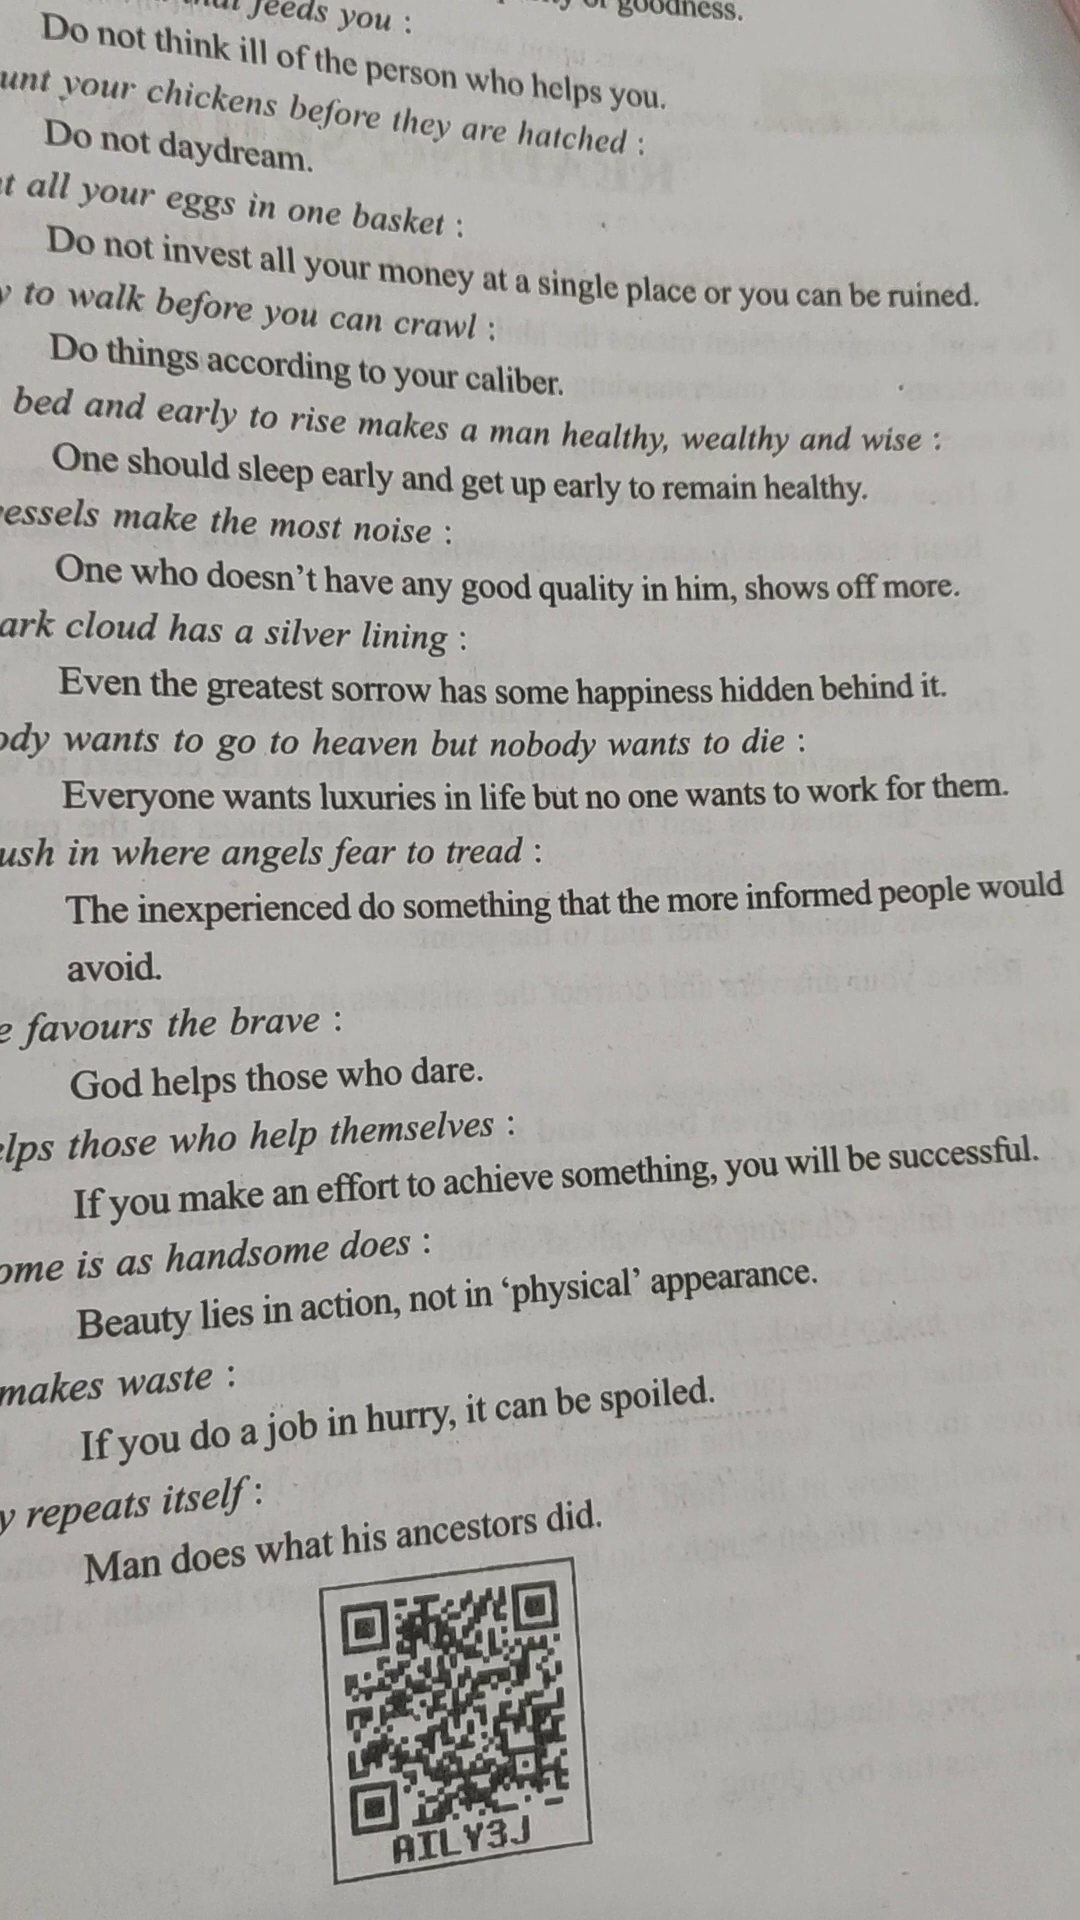 feeds you :
goodness.
Do not think ill of the person who helps you.
your chickens before they are hatched :
Do not daydream.
all your eggs in one basket :
Do not invest all your money at a single place or you can be ruined.
to walk before you can crawl :
Do things according to your caliber.
bed and early to rise makes a man healthy, wealthy and wise :
One should sleep early and get up early to remain healthy.
essels make the most noise :
One who doesn't have any good quality in him, shows off more.
ark cloud has a silver lining :
Even the greatest sorrow has some happiness hidden behind it.
ody wants to go to heaven but nobody wants to die :
Everyone wants luxuries in life but no one wants to work for them.
ush in where angels fear to tread :
The inexperienced do something that the more informed people would
avoid.
e favours the brave :
God helps those who dare.
elps those who help themselves :
If you make an effort to achieve something, you will be successful.
ome is as handsome does :
Beauty lies in action, not in 'physical' appearance.
makes waste :
If you do a job in hurry, it can be spoiled.
y repeats itself :
Man does what his ancestors did.
AILY3J